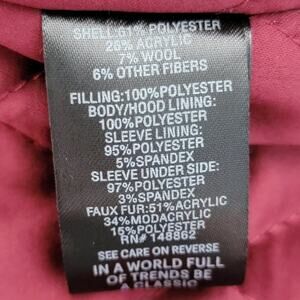 SHELL:61% POLYESTER
26% ACRYLIC
7% WOOL
6% OTHER FIBERS
FILLING:100%POLYESTER
BODY/HOOD LINING:
100%POLYESTER
SLEEVE LINING:
95%POLYESTER
5%SPANDEX
SLEEVE UNDER SIDE:
97%POLYESTER
3%SPANDEX
FAUX FUR:51%ACRYLIC
34%MODACRYLIC
15%POLYESTER
RN# 148662
SEE CARE ON REVERSE
IN A WORLD FULL
OF TRENDS BE
A CLASSIC